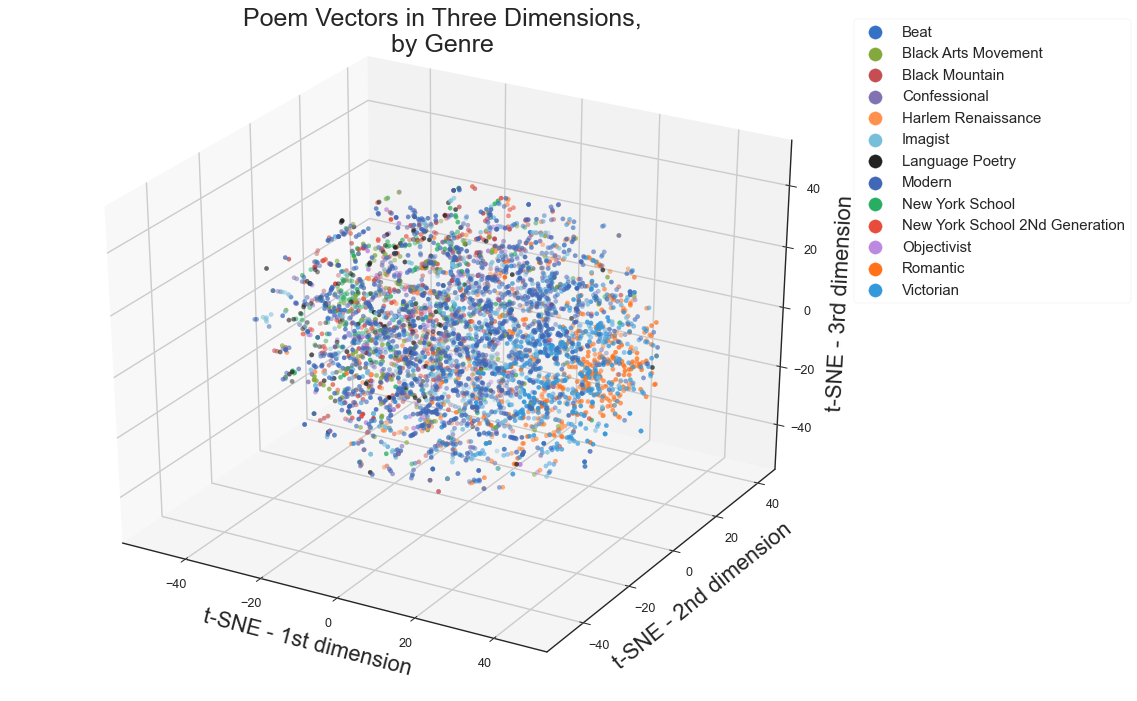 Poem Vectors in Three Dimensions,
by Genre
Beat
Black Arts Movement
Black Mountain
Confessional
Harlem Renaissance
Imagist
Language Poetry
Modern
New York School
New York School 2Nd Generation
Objectivist
Romantic
Victorian
40
20
0
−20
−40
t-SNE - 3rd dimension
40
20
0
−20
−40
t-SNE - 2nd dimension
−40
−20
0
20
40
t-SNE - 1st dimension